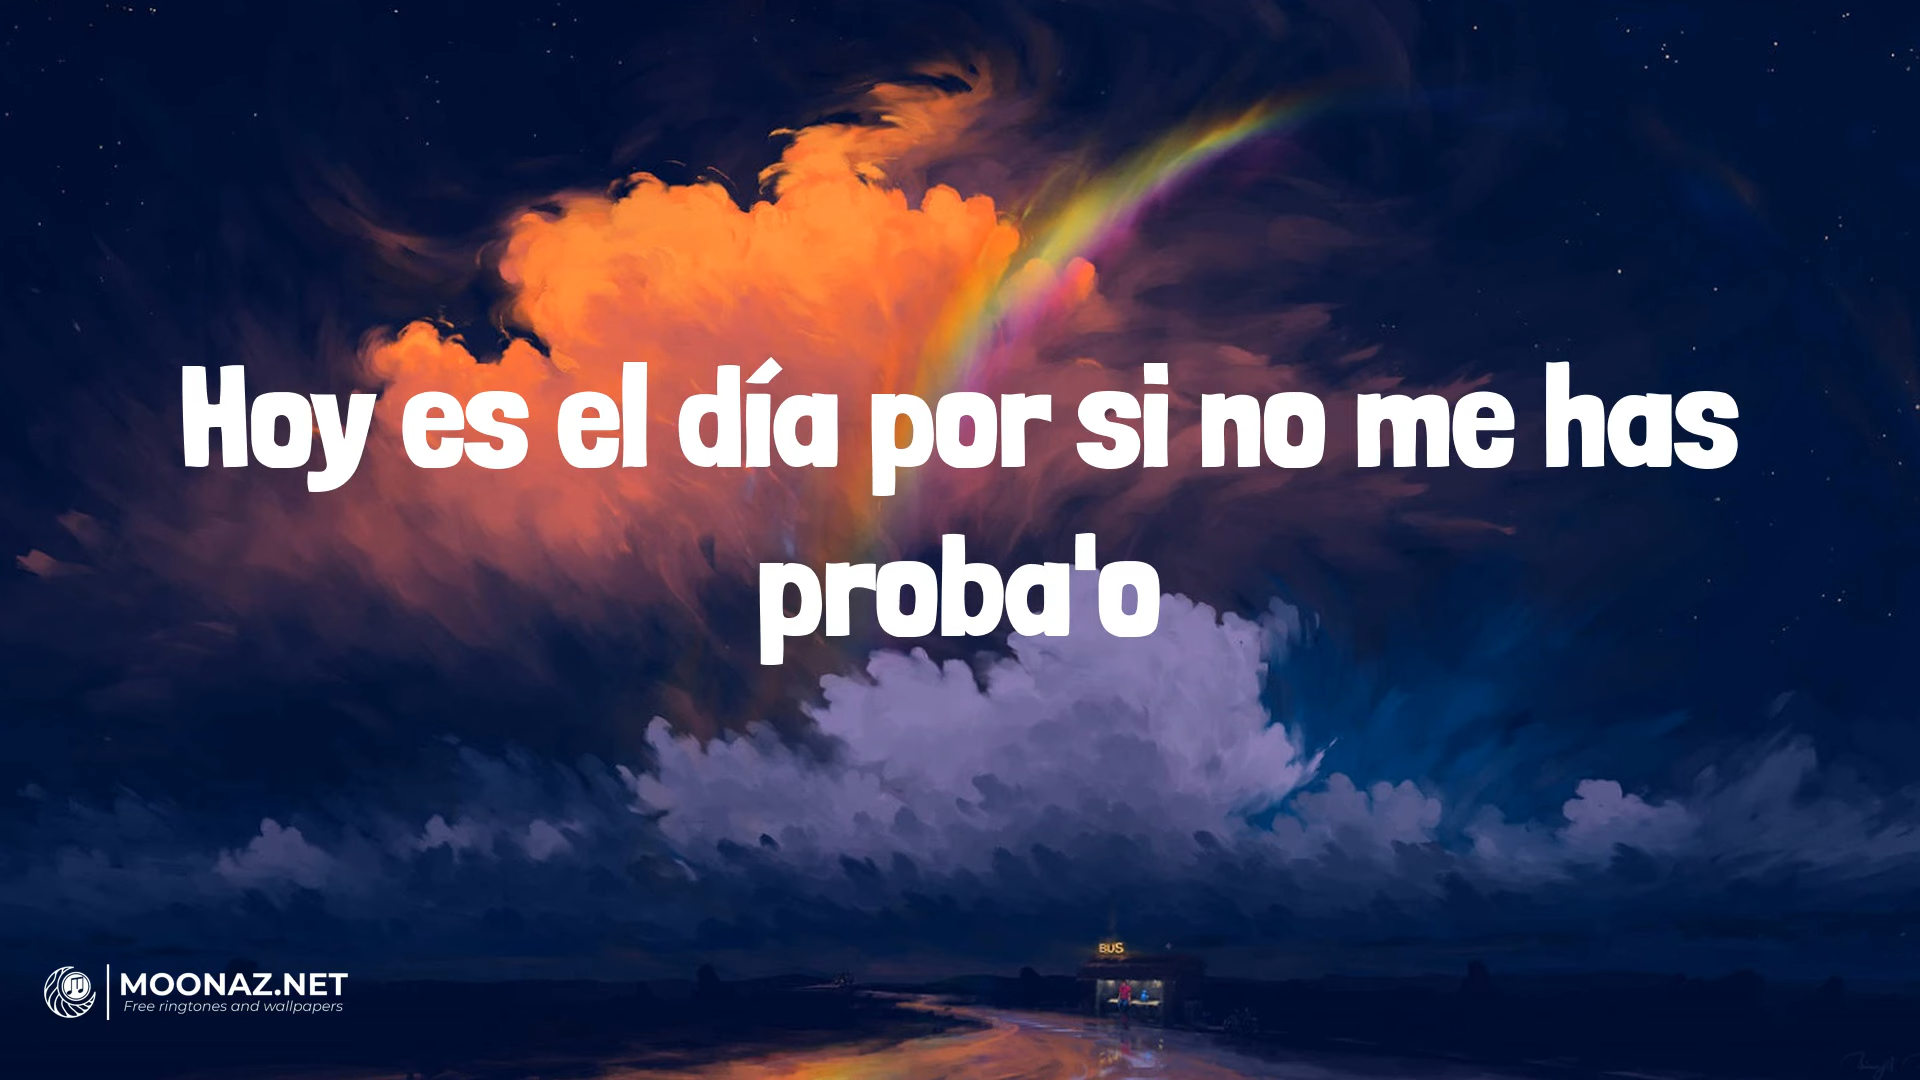 Hoy es el día por si no me has
proba'o
BUS
MOONAZ.NET
Free ringtones and wallpapers